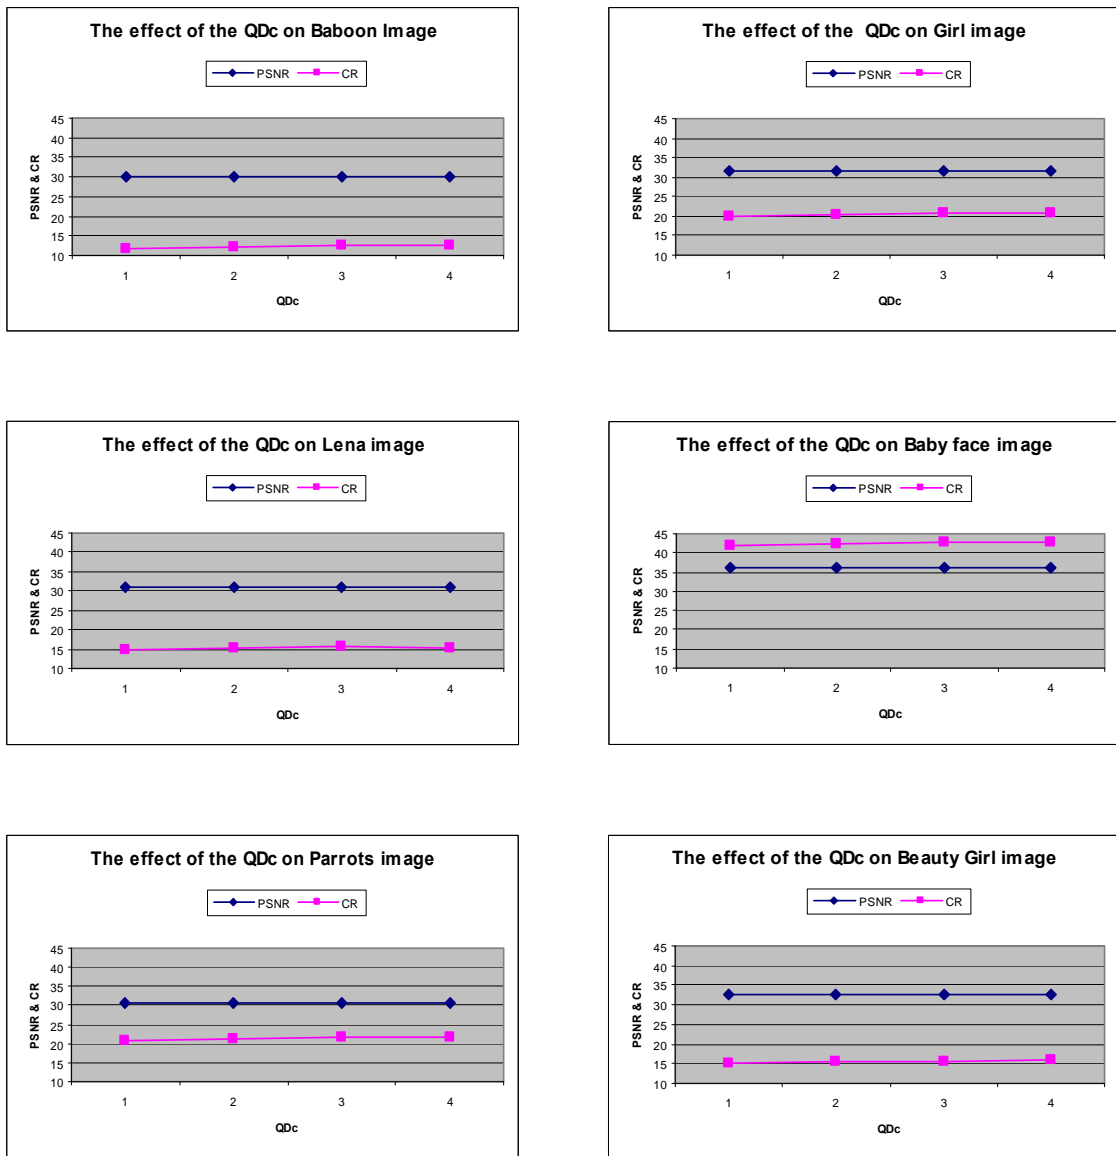 The effect of the QDc on Baboon Image
PSNR CR
PSNR & CR
45
40
35
30
25
20
15
10
1 2 3 4
QDc
The effect of the QDc on Girl image
PSNR CR
PSNR & CR
45
40
35
30
25
20
15
10
1 2 3 4
QDc
The effect of the QDc on Lena image
PSNR CR
PSNR & CR
45
40
35
30
25
20
15
10
1 2 3 4
QDc
The effect of the QDc on Baby face image
PSNR CR
PSNR & CR
45
40
35
30
25
20
15
10
1 2 3 4
QDc
The effect of the QDc on Parrots image
PSNR CR
PSNR & CR
45
40
35
30
25
20
15
10
1 2 3 4
QDc
The effect of the QDc on Beauty Girl image
PSNR CR
PSNR & CR
45
40
35
30
25
20
15
10
1 2 3 4
QDc